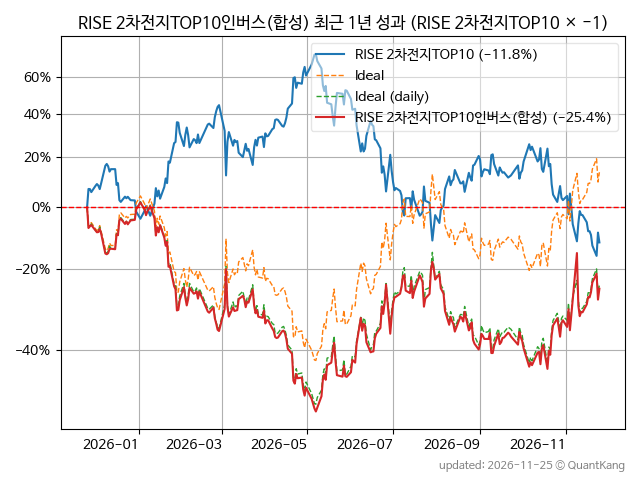 RISE 2차전지TOP10인버스(합성) 최근 1년 성과 (RISE 2차전지TOP10 × −1)
RISE 2차전지TOP10 (−11.8%)
Ideal
Ideal (daily)
RISE 2차전지TOP10인버스(합성) (−25.4%)
60%
40%
20%
0%
−20%
−40%
2026-01
2026-03
2026-05
2026-07
2026-09
2026-11
updated: 2026-11-25 © QuantKang